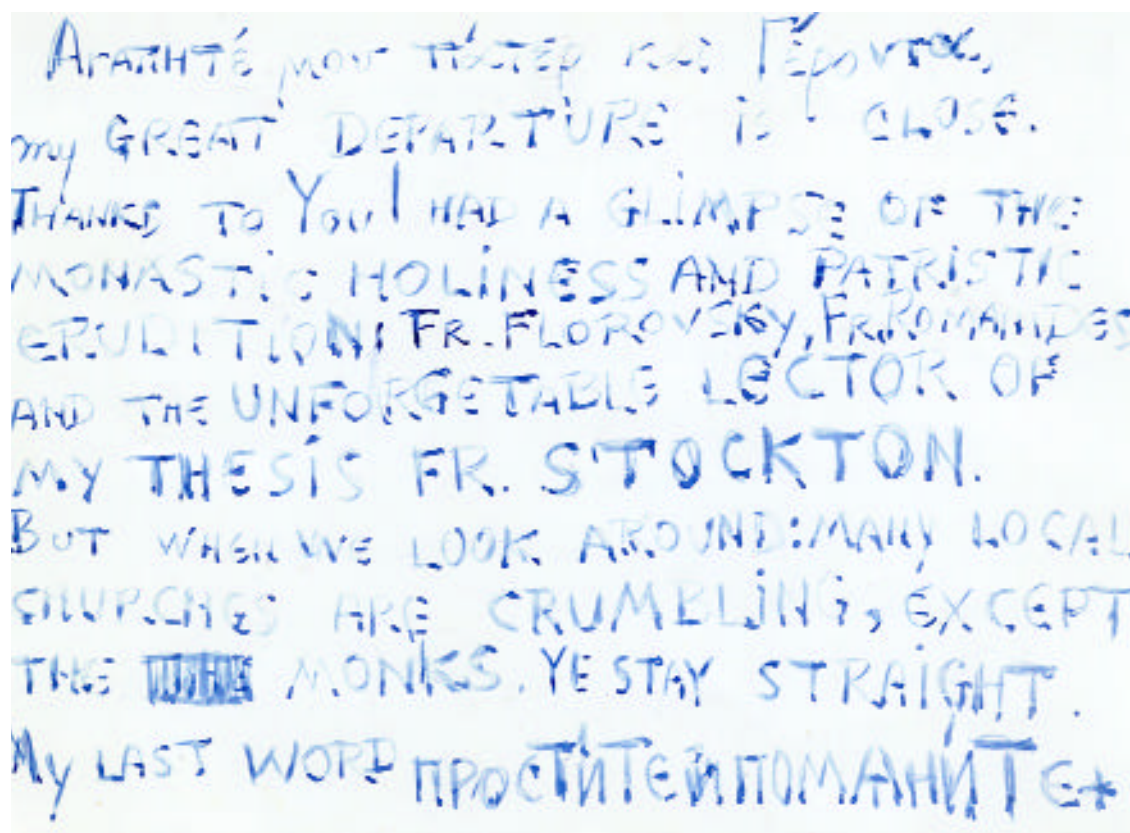 Αγαπητέ μου πάτερ και Γέροντα,
my GREAT DEPARTURE is CLOSE.
THANKS TO YOU I HAD A GLIMPSE OF THE
MONASTIC HOLINESS AND PATRISTIC
ERUDITION: FR. FLOROVSKY, FR. ROMANIDES
AND THE UNFORGETABLE LECTOR OF
MY THESIS FR. STOCKTON.
BUT WHEN WE LOOK AROUND: MANY LOCAL
CHURCHES ARE CRUMBLING, EXCEPT
THE MONKS. YE STAY STRAIGHT.
MY LAST WORD ПРОСТИТЕ И ПОМАНИТЕ+